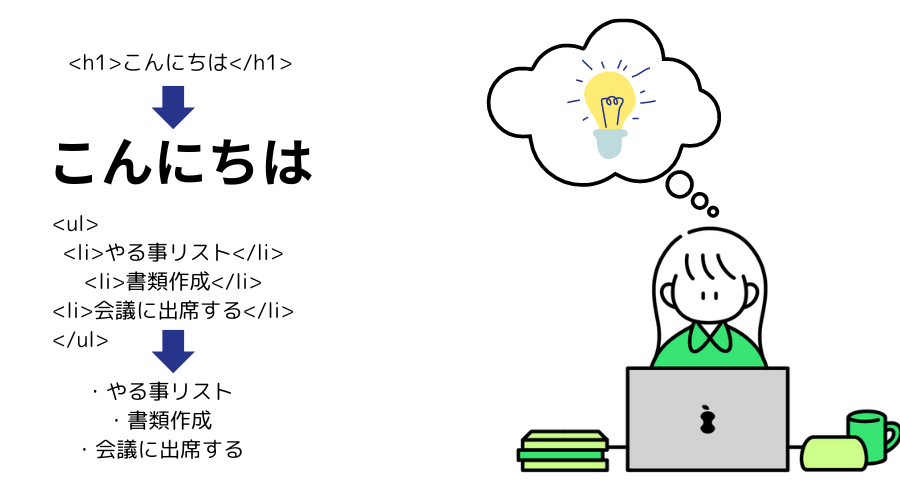 <h1>こんにちは</h1>
こんにちは
<ul>
<li>やる事リスト</li>
<li>書類作成</li>
<li>会議に出席する</li>
</ul>
・やる事リスト
・書類作成
・会議に出席する